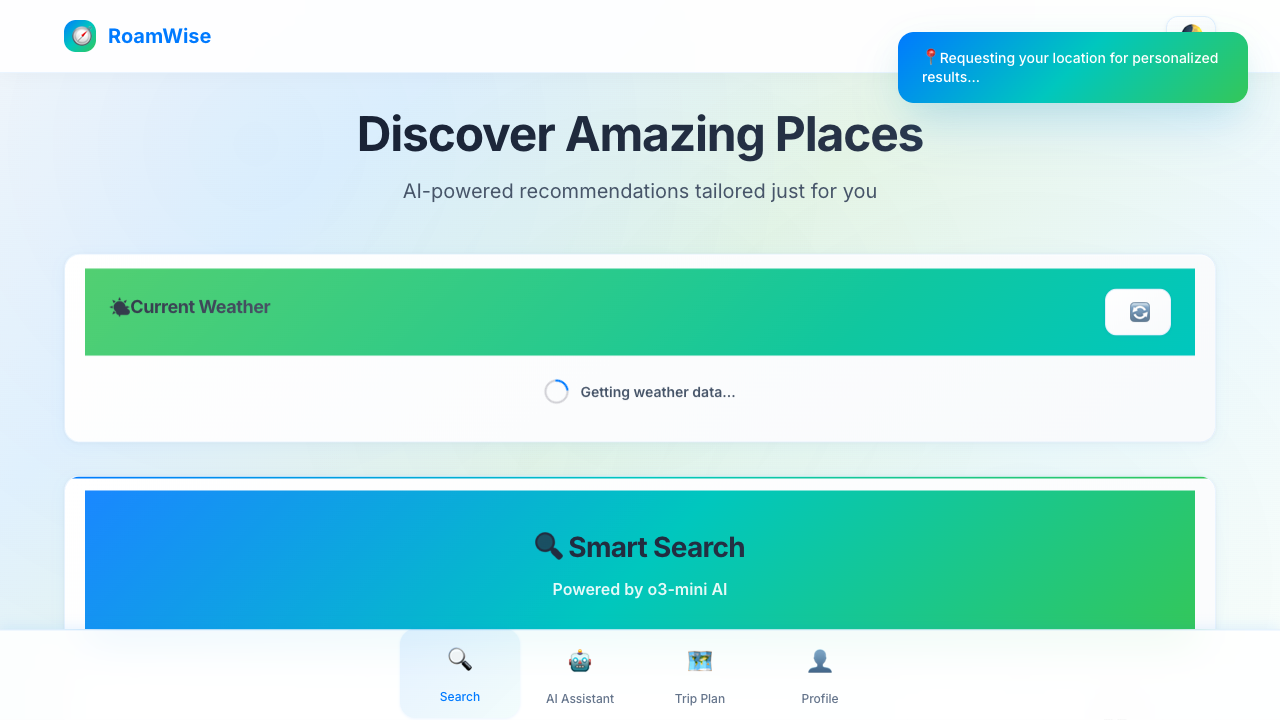 RoamWise
Requesting your location for personalized
results...
Discover Amazing Places
AI-powered recommendations tailored just for you
Current Weather
Getting weather data...
Smart Search
Powered by o3-mini AI
Search
AI Assistant
Trip Plan
Profile